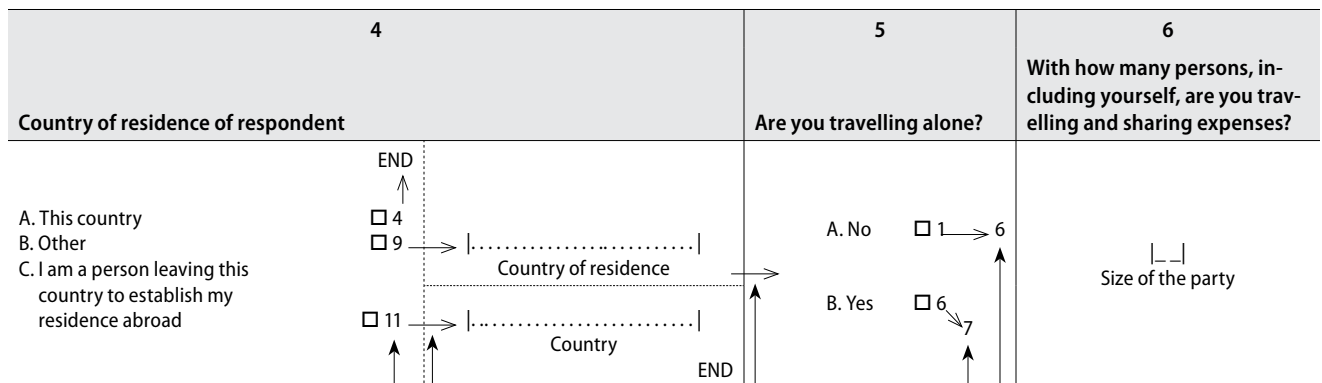 4
5
6
Country of residence of respondent
Are you travelling alone?
With how many persons, in-
cluding yourself, are you trav-
elling and sharing expenses?
END
A. This country □ 4
B. Other □ 9
|............................|
Country of residence
C. I am a person leaving this
country to establish my
residence abroad □ 11
|............................|
Country
END
A. No □ 1 6
B. Yes □ 6
7
|_ _|
Size of the party